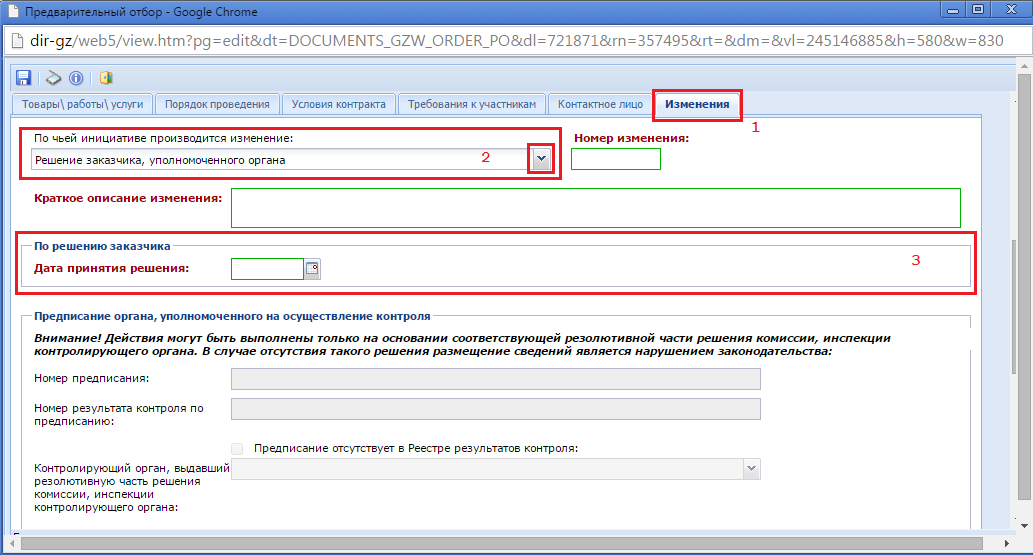 Предварительный отбор - Google Chrome
dir-gz/web5/view.htm?pg=edit&dt=DOCUMENTS_GZW_ORDER_PO&dl=721871&rn=357495&rt=&dm=&vl=245146885&h=580&w=830
Товары\ работы\ услуги Порядок проведения Условия контракта Требования к участникам Контактное лицо Изменения
1
По чьей инициативе производится изменение: Номер изменения:
Решение заказчика, уполномоченного органа 2
Краткое описание изменения:
По решению заказчика
Дата принятия решения: 3
Предписание органа, уполномоченного на осуществление контроля
Внимание! Действия могут быть выполнены только на основании соответствующей резолютивной части решения комиссии, инспекции
контролирующего органа. В случае отсутствия такого решения размещение сведений является нарушением законодательства:
Номер предписания:
Номер результата контроля по
предписанию:
Предписание отсутствует в Реестре результатов контроля:
Контролирующий орган, выдавший
резолютивную часть решения
комиссии, инспекции
контролирующего органа: